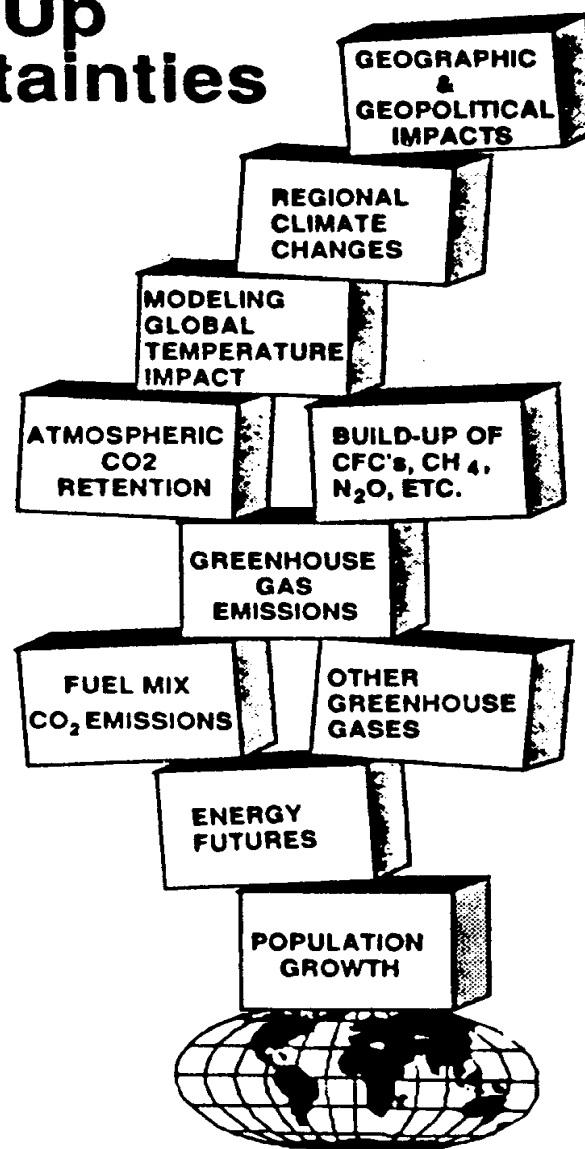 Up
tainties
GEOGRAPHIC
&
GEOPOLITICAL
IMPACTS
REGIONAL
CLIMATE
CHANGES
MODELING
GLOBAL
TEMPERATURE
IMPACT
ATMOSPHERIC
CO2
RETENTION
BUILD-UP OF
CFC's, CH₄,
N₂O, ETC.
GREENHOUSE
GAS
EMISSIONS
FUEL MIX
CO₂ EMISSIONS
OTHER
GREENHOUSE
GASES
ENERGY
FUTURES
POPULATION
GROWTH